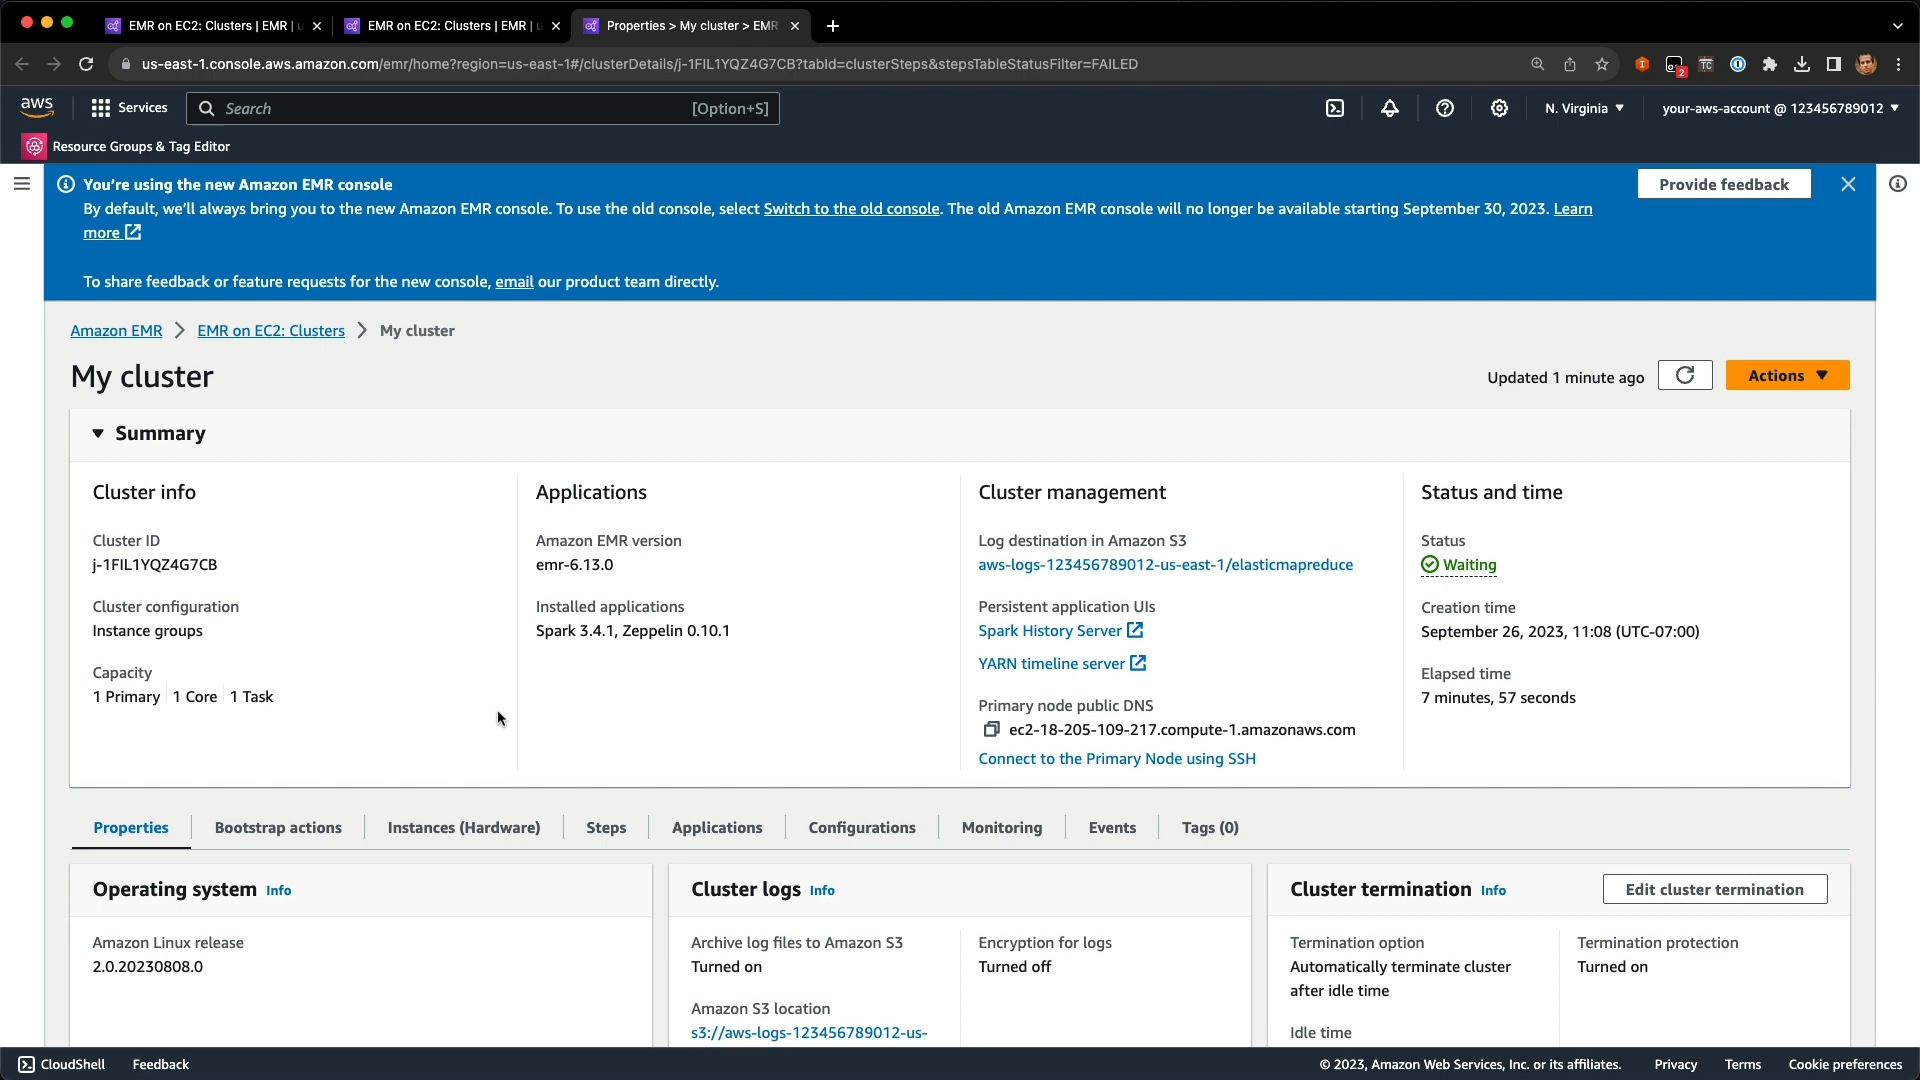 EMR on EC2: Clusters | EMR | u
EMR on EC2: Clusters | EMR | u
Properties > My cluster > EMR
us-east-1.console.aws.amazon.com/emr/home?region=us-east-1#/clusterDetails/j-1FIL1YQZ4G7CB?tabId=clusterSteps&stepsTableStatusFilter=FAILED
2
TC
aws
Services
Search
[Option+S]
N. Virginia
your-aws-account @ 123456789012
Resource Groups & Tag Editor
You're using the new Amazon EMR console
By default, we'll always bring you to the new Amazon EMR console. To use the old console, select Switch to the old console. The old Amazon EMR console will no longer be available starting September 30, 2023. Learn
more
To share feedback or feature requests for the new console, email our product team directly.
Provide feedback
Amazon EMR
EMR on EC2: Clusters
My cluster
My cluster
Updated 1 minute ago
Actions
Summary
Cluster info
Cluster ID
j-1FIL1YQZ4G7CB
Cluster configuration
Instance groups
Capacity
1 Primary
1 Core
1 Task
Applications
Amazon EMR version
emr-6.13.0
Installed applications
Spark 3.4.1, Zeppelin 0.10.1
Cluster management
Log destination in Amazon S3
aws-logs-123456789012-us-east-1/elasticmapreduce
Persistent application UIs
Spark History Server
YARN timeline server
Primary node public DNS
ec2-18-205-109-217.compute-1.amazonaws.com
Connect to the Primary Node using SSH
Status and time
Status
Waiting
Creation time
September 26, 2023, 11:08 (UTC-07:00)
Elapsed time
7 minutes, 57 seconds
Properties
Bootstrap actions
Instances (Hardware)
Steps
Applications
Configurations
Monitoring
Events
Tags (0)
Operating system Info
Amazon Linux release
2.0.20230808.0
Cluster logs Info
Archive log files to Amazon S3
Turned on
Amazon S3 location
s3://aws-logs-123456789012-us-
Encryption for logs
Turned off
Cluster termination Info
Edit cluster termination
Termination option
Automatically terminate cluster
after idle time
Idle time
Termination protection
Turned on
CloudShell
Feedback
© 2023, Amazon Web Services, Inc. or its affiliates.
Privacy
Terms
Cookie preferences